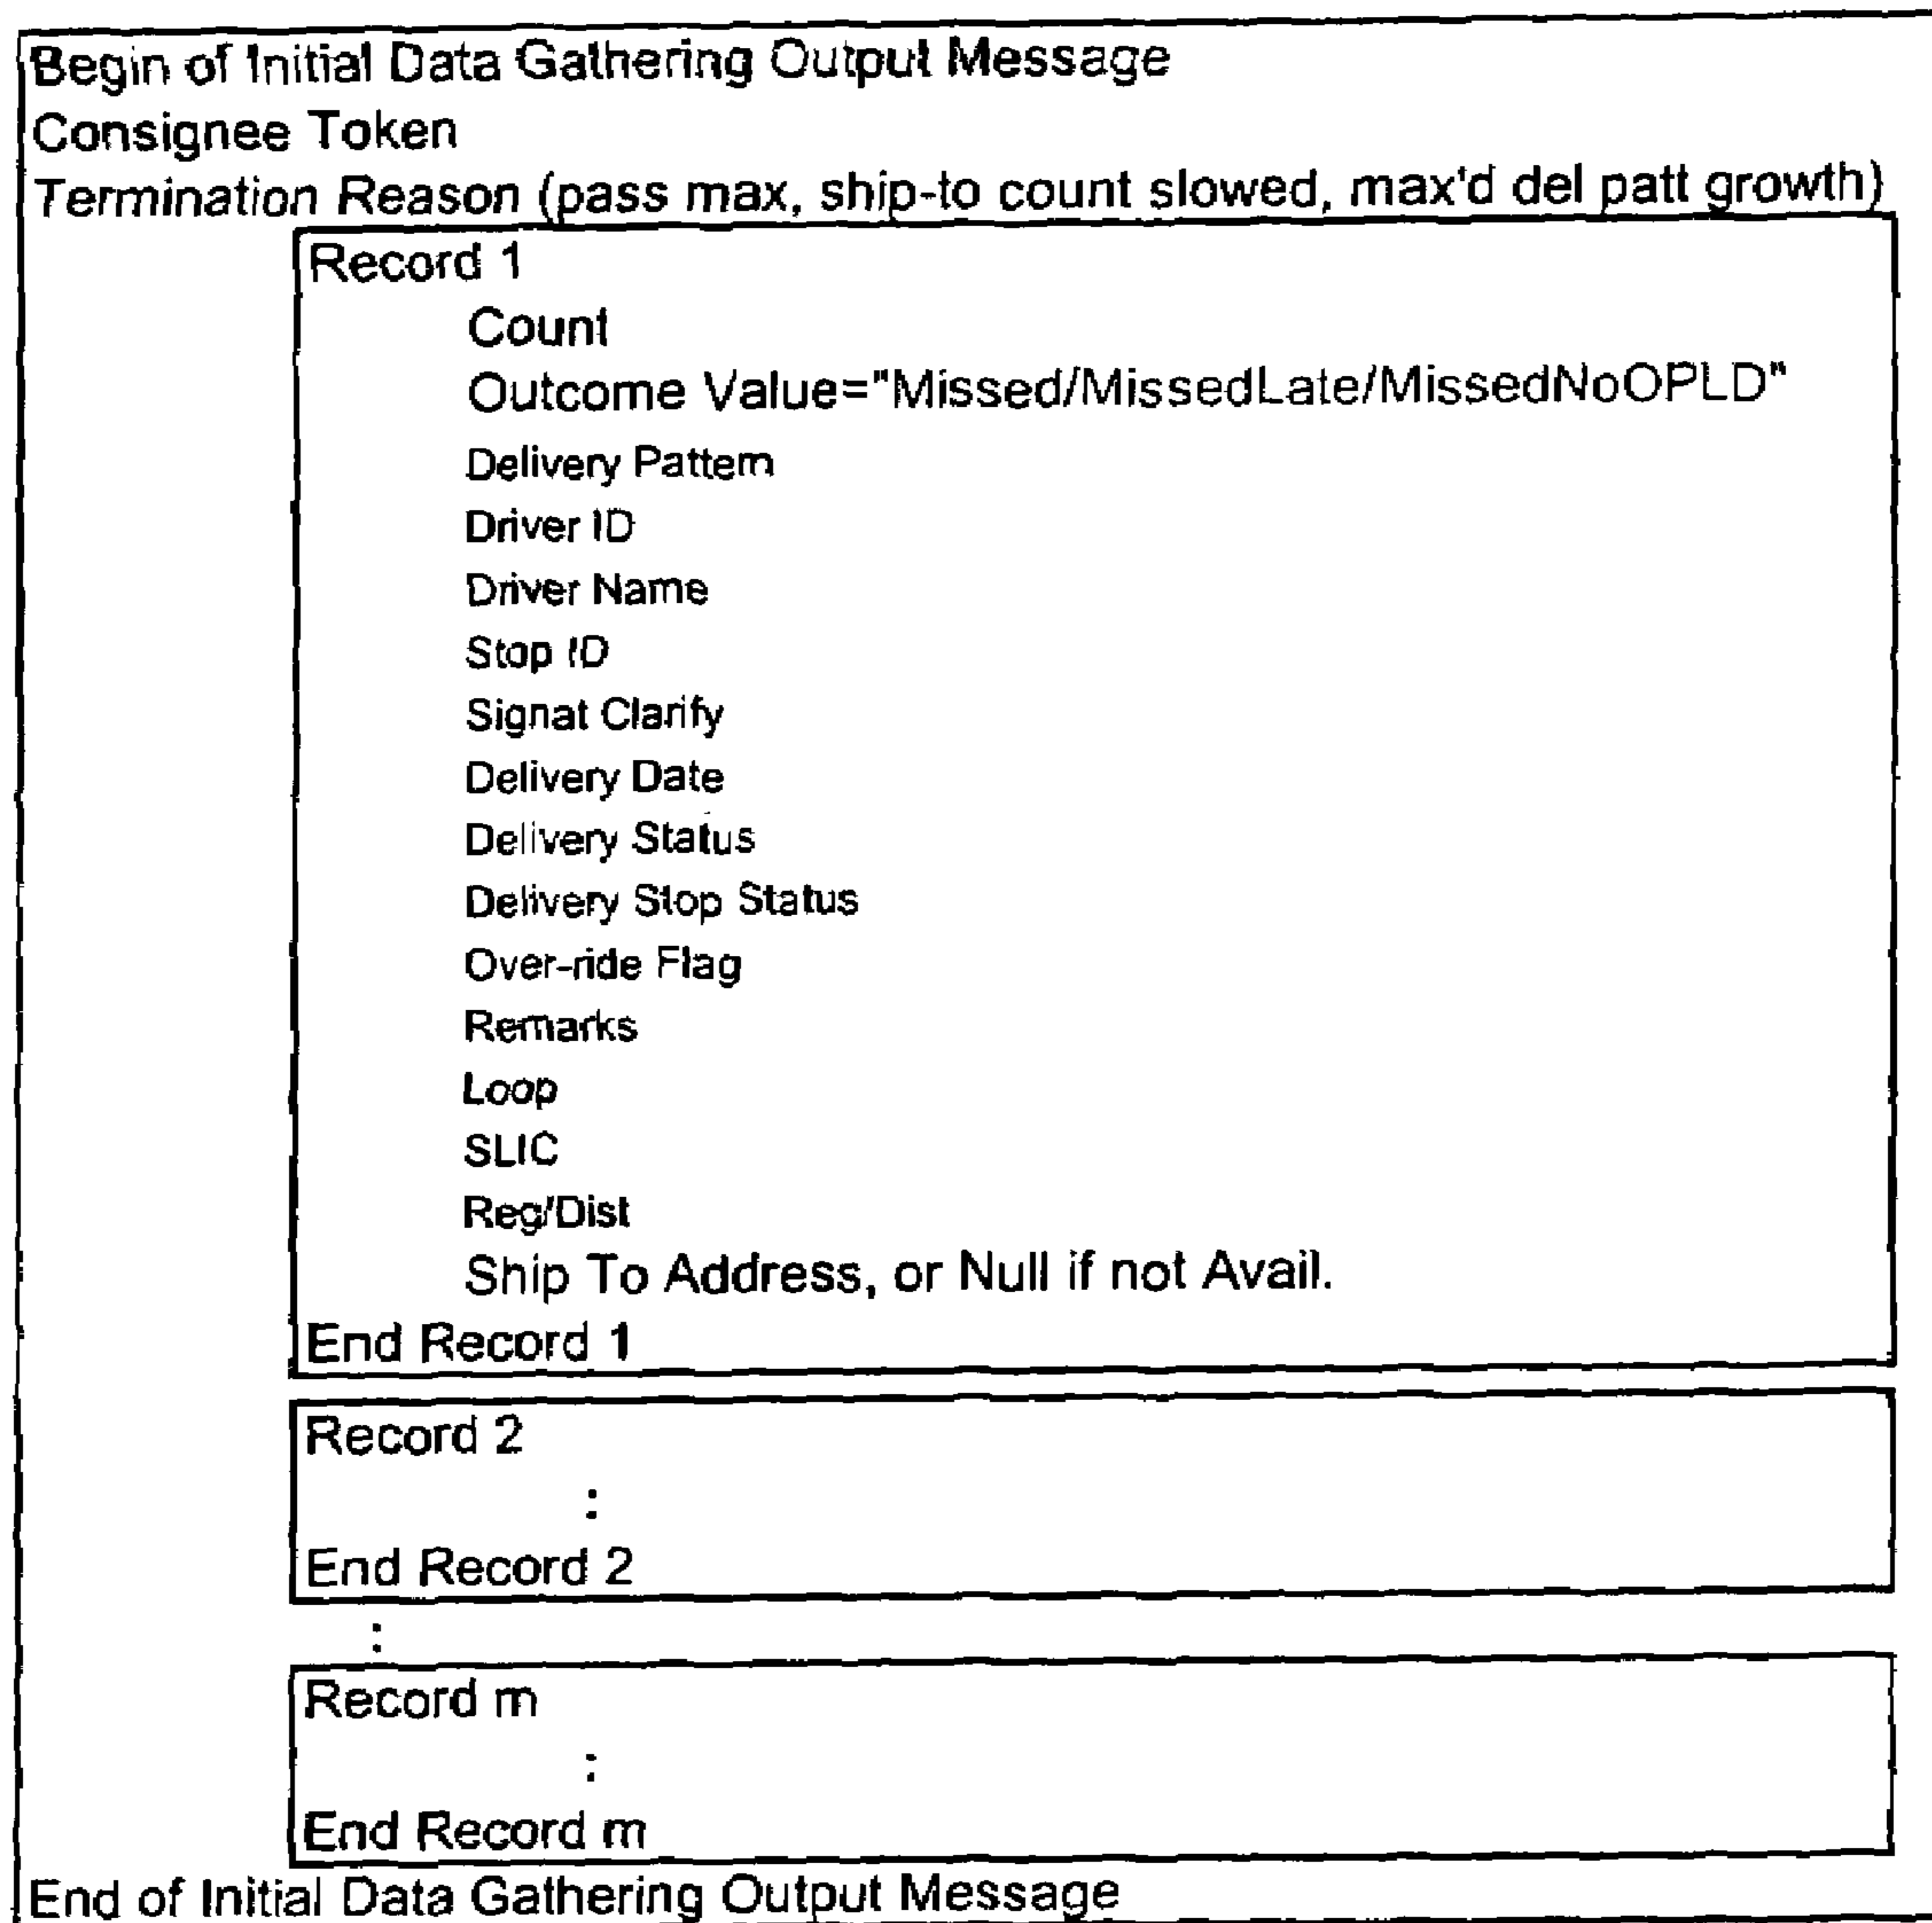 Begin of Initial Data Gathering Output Message
Consignee Token
Termination Reason (pass max, ship-to count slowed, max'd del patt growth)
Record 1
Count
Outcome Value="Missed/MissedLate/MissedNoOPLD"
Delivery Pattern
Driver ID
Driver Name
Stop ID
Signat Clarify
Delivery Date
Delivery Status
Delivery Stop Status
Over-ride Flag
Remarks
Loop
SLIC
Reg/Dist
Ship To Address, or Null if not Avail.
End Record 1
Record 2
:
End Record 2
:
Record m
:
End Record m
End of Initial Data Gathering Output Message